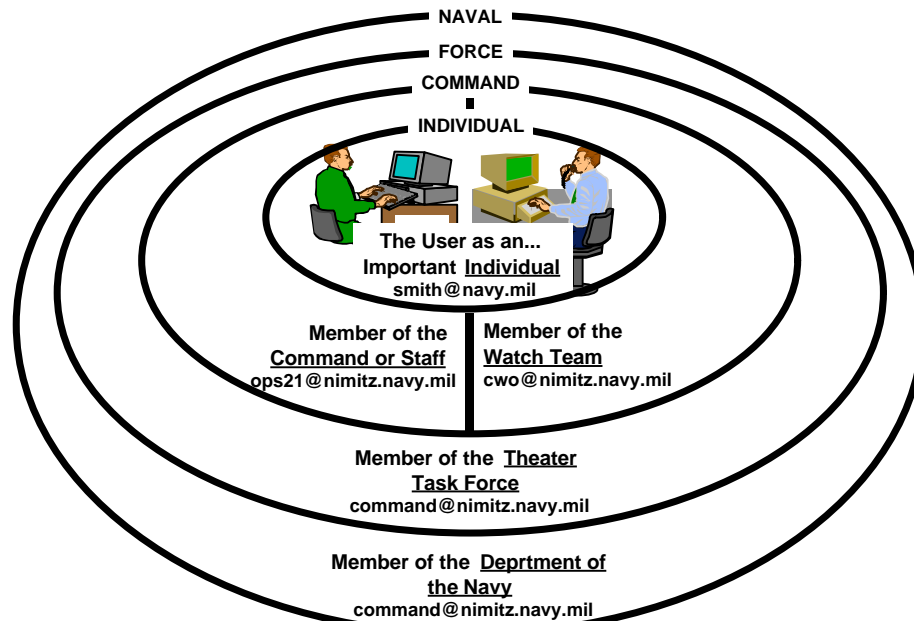 NAVAL
FORCE
COMMAND
INDIVIDUAL
The User as an...
Important Individual
smith@navy.mil
Member of the
Command or Staff
ops21@nimitz.navy.mil
Member of the
Watch Team
cwo@nimitz.navy.mil
Member of the Theater
Task Force
command@nimitz.navy.mil
Member of the Deprtment of
the Navy
command@nimitz.navy.mil